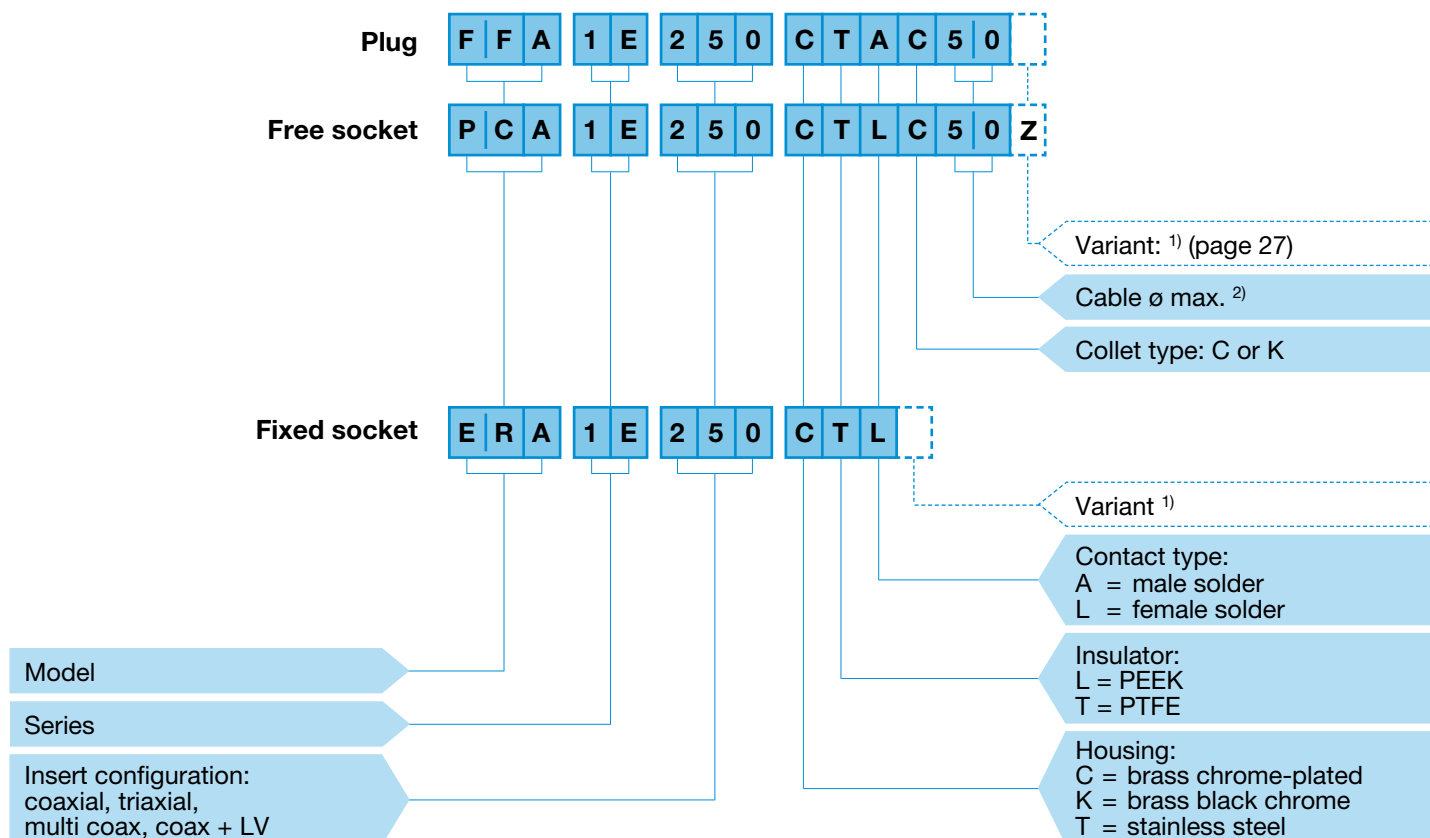 Plug F F A 1 E 2 5 0 C T A C 5 0
Free socket P C A 1 E 2 5 0 C T L C 5 0 Z
Variant: 1) (page 27)
Cable ø max. 2)
Collet type: C or K
Fixed socket E R A 1 E 2 5 0 C T L
Variant 1)
Contact type:
A = male solder
L = female solder
Model
Insulator:
L = PEEK
T = PTFE
Series
Insert configuration:
coaxial, triaxial,
multi coax, coax + LV
Housing:
C = brass chrome-plated
K = brass black chrome
T = stainless steel